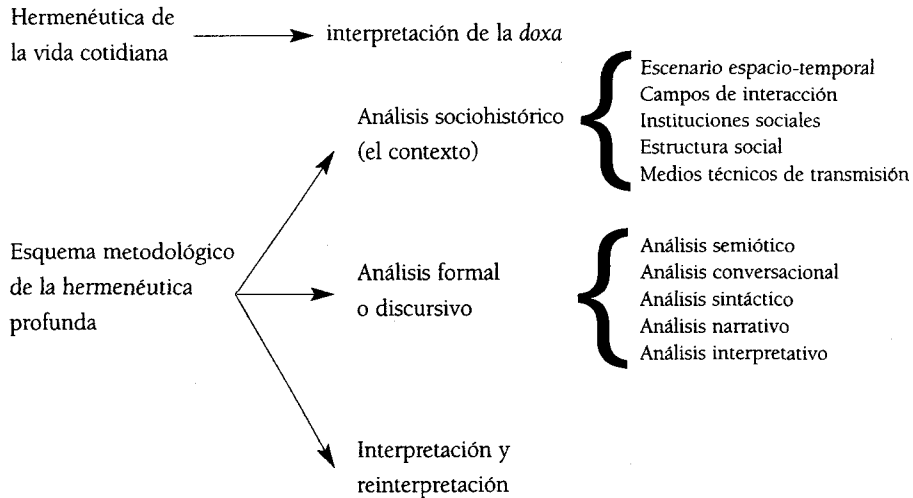 Hermenéutica de
la vida cotidiana
interpretación de la doxa
Análisis sociohistórico
(el contexto)
Escenario espacio-temporal
Campos de interacción
Instituciones sociales
Estructura social
Medios técnicos de transmisión
Esquema metodológico
de la hermenéutica
profunda
Análisis formal
o discursivo
Análisis semiótico
Análisis conversacional
Análisis sintáctico
Análisis narrativo
Análisis interpretativo
Interpretación y
reinterpretación